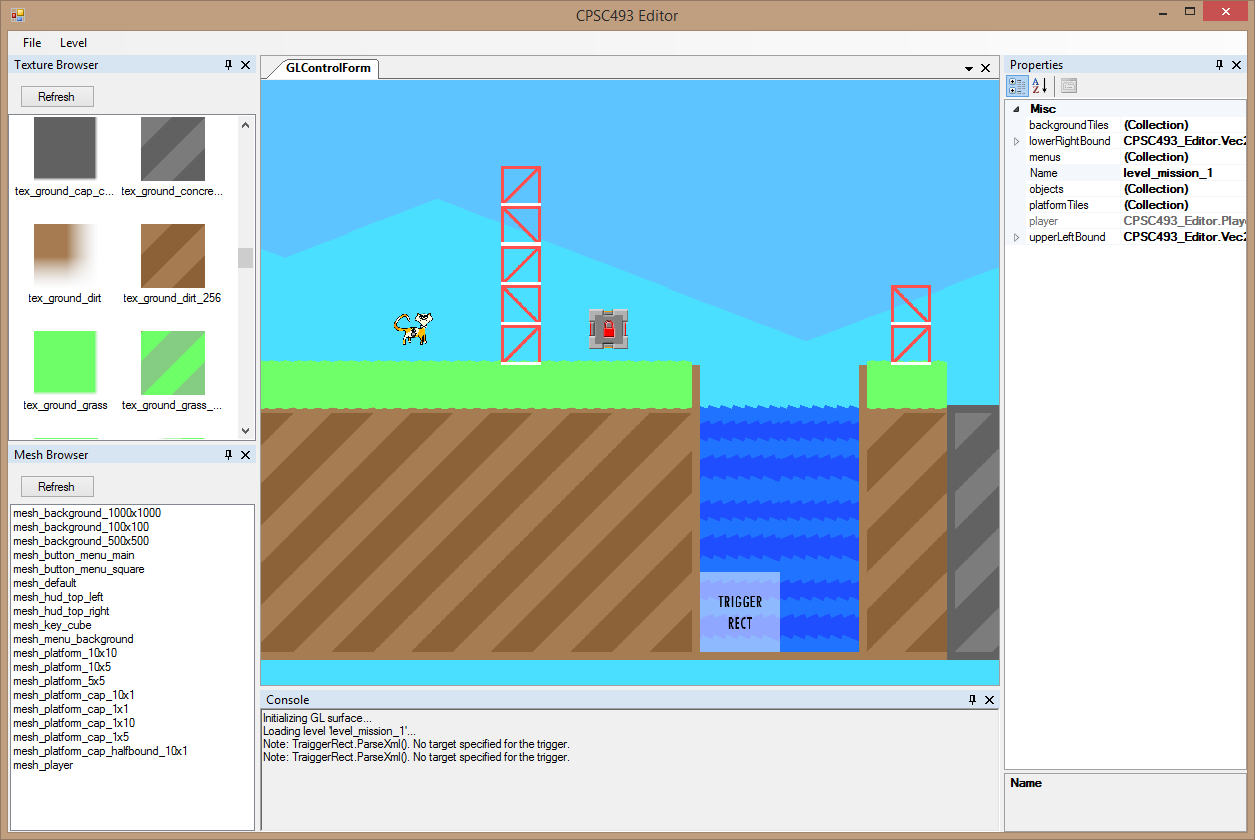 CPSC493 Editor
File Level
Texture Browser
Refresh
tex_ground_cap_c... tex_ground_concre...
tex_ground_dirt tex_ground_dirt_256
tex_ground_grass tex_ground_grass_...
Mesh Browser
Refresh
mesh_background_1000x1000
mesh_background_100x100
mesh_background_500x500
mesh_button_menu_main
mesh_button_menu_square
mesh_default
mesh_hud_top_left
mesh_hud_top_right
mesh_key_cube
mesh_menu_background
mesh_platform_10x10
mesh_platform_10x5
mesh_platform_5x5
mesh_platform_cap_10x1
mesh_platform_cap_1x1
mesh_platform_cap_1x10
mesh_platform_cap_1x5
mesh_platform_cap_halfbound_10x1
mesh_player
GLControlForm
TRIGGER
RECT
Console
Initializing GL surface...
Loading level 'level_mission_1'...
Note: TraiggerRect.ParseXml(). No target specified for the trigger.
Note: TraiggerRect.ParseXml(). No target specified for the trigger.
Properties
A
Z
Misc
backgroundTiles (Collection)
lowerRightBound CPSC493_Editor.Vec2
menus (Collection)
Name level_mission_1
objects (Collection)
platformTiles (Collection)
player CPSC493_Editor.Playe
upperLeftBound CPSC493_Editor.Vec2
Name